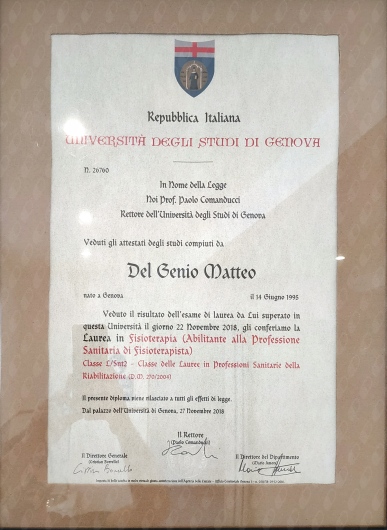 Repubblica Italiana
UNIVERSITÀ DEGLI STUDI DI GENOVA
N. 26760
In Nome della Legge
Noi Prof. Paolo Comanducci
Rettore dell'Università degli Studi di Genova
Veduti gli attestati degli studi compiuti da
Del Genio Matteo
nato a Genova il 14 Giugno 1995
Veduto il risultato dell'esame di laurea da Lui superato in
questa Università il giorno 22 Novembre 2018, gli conferiamo la
Laurea in Fisioterapia (Abilitante alla Professione
Sanitaria di Fisioterapista)
Classe L/Snt2 - Classe delle Lauree in Professioni Sanitarie della
Riabilitazione (D.M. 270/2004)
Il presente diploma viene rilasciato a tutti gli effetti di legge.
Dal palazzo dell'Università di Genova, 27 Novembre 2018
Il Rettore
(Paolo Comanducci)
Il Direttore Generale
Il Direttore del Dipartimento